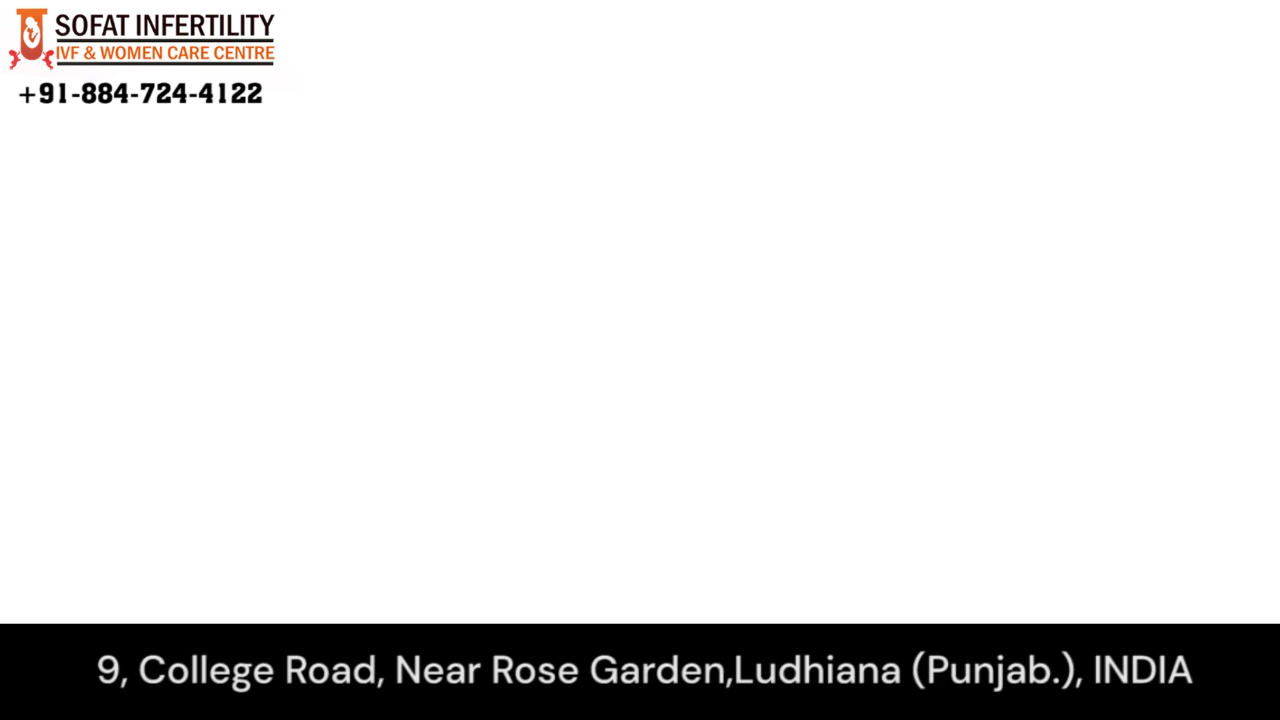 SOFAT INFERTILITY
IVF & WOMEN CARE CENTRE
+91-884-724-4122
9, College Road, Near Rose Garden,Ludhiana (Punjab.), INDIA